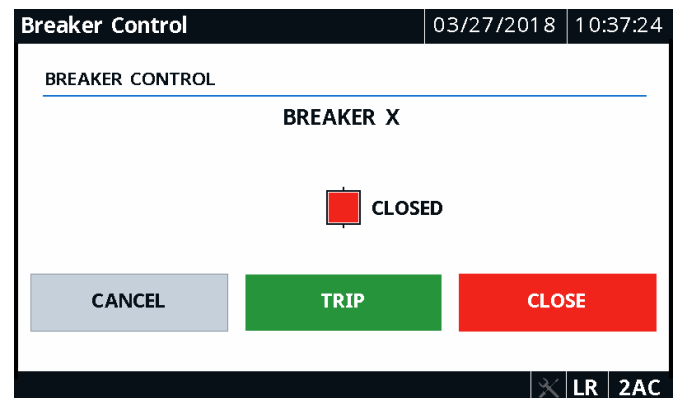 Breaker Control 03/27/2018 10:37:24
BREAKER CONTROL
BREAKER X
CLOSED
CANCEL TRIP CLOSE
LR 2AC